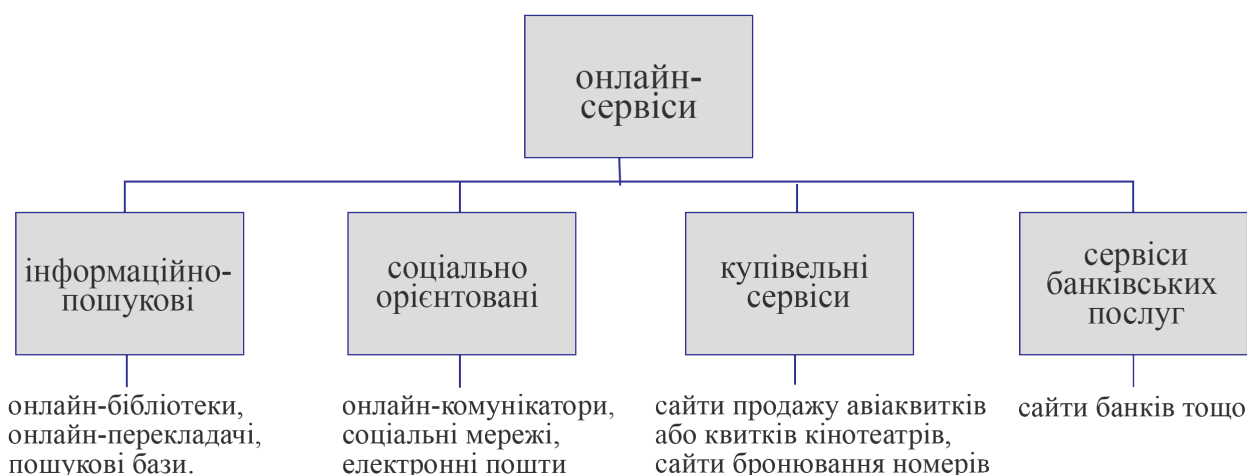 онлайн-
сервіси
інформаційно-
пошукові
соціально
орієнтовані
купівельні
сервіси
сервіси
банківських
послуг
онлайн-бібліотеки,
онлайн-перекладачі,
пошукові бази.
онлайн-комунікатори,
соціальні мережі,
електронні пошти
сайти продажу авіаквитків
або квитків кінотеатрів,
сайти бронювання номерів
сайти банків тощо